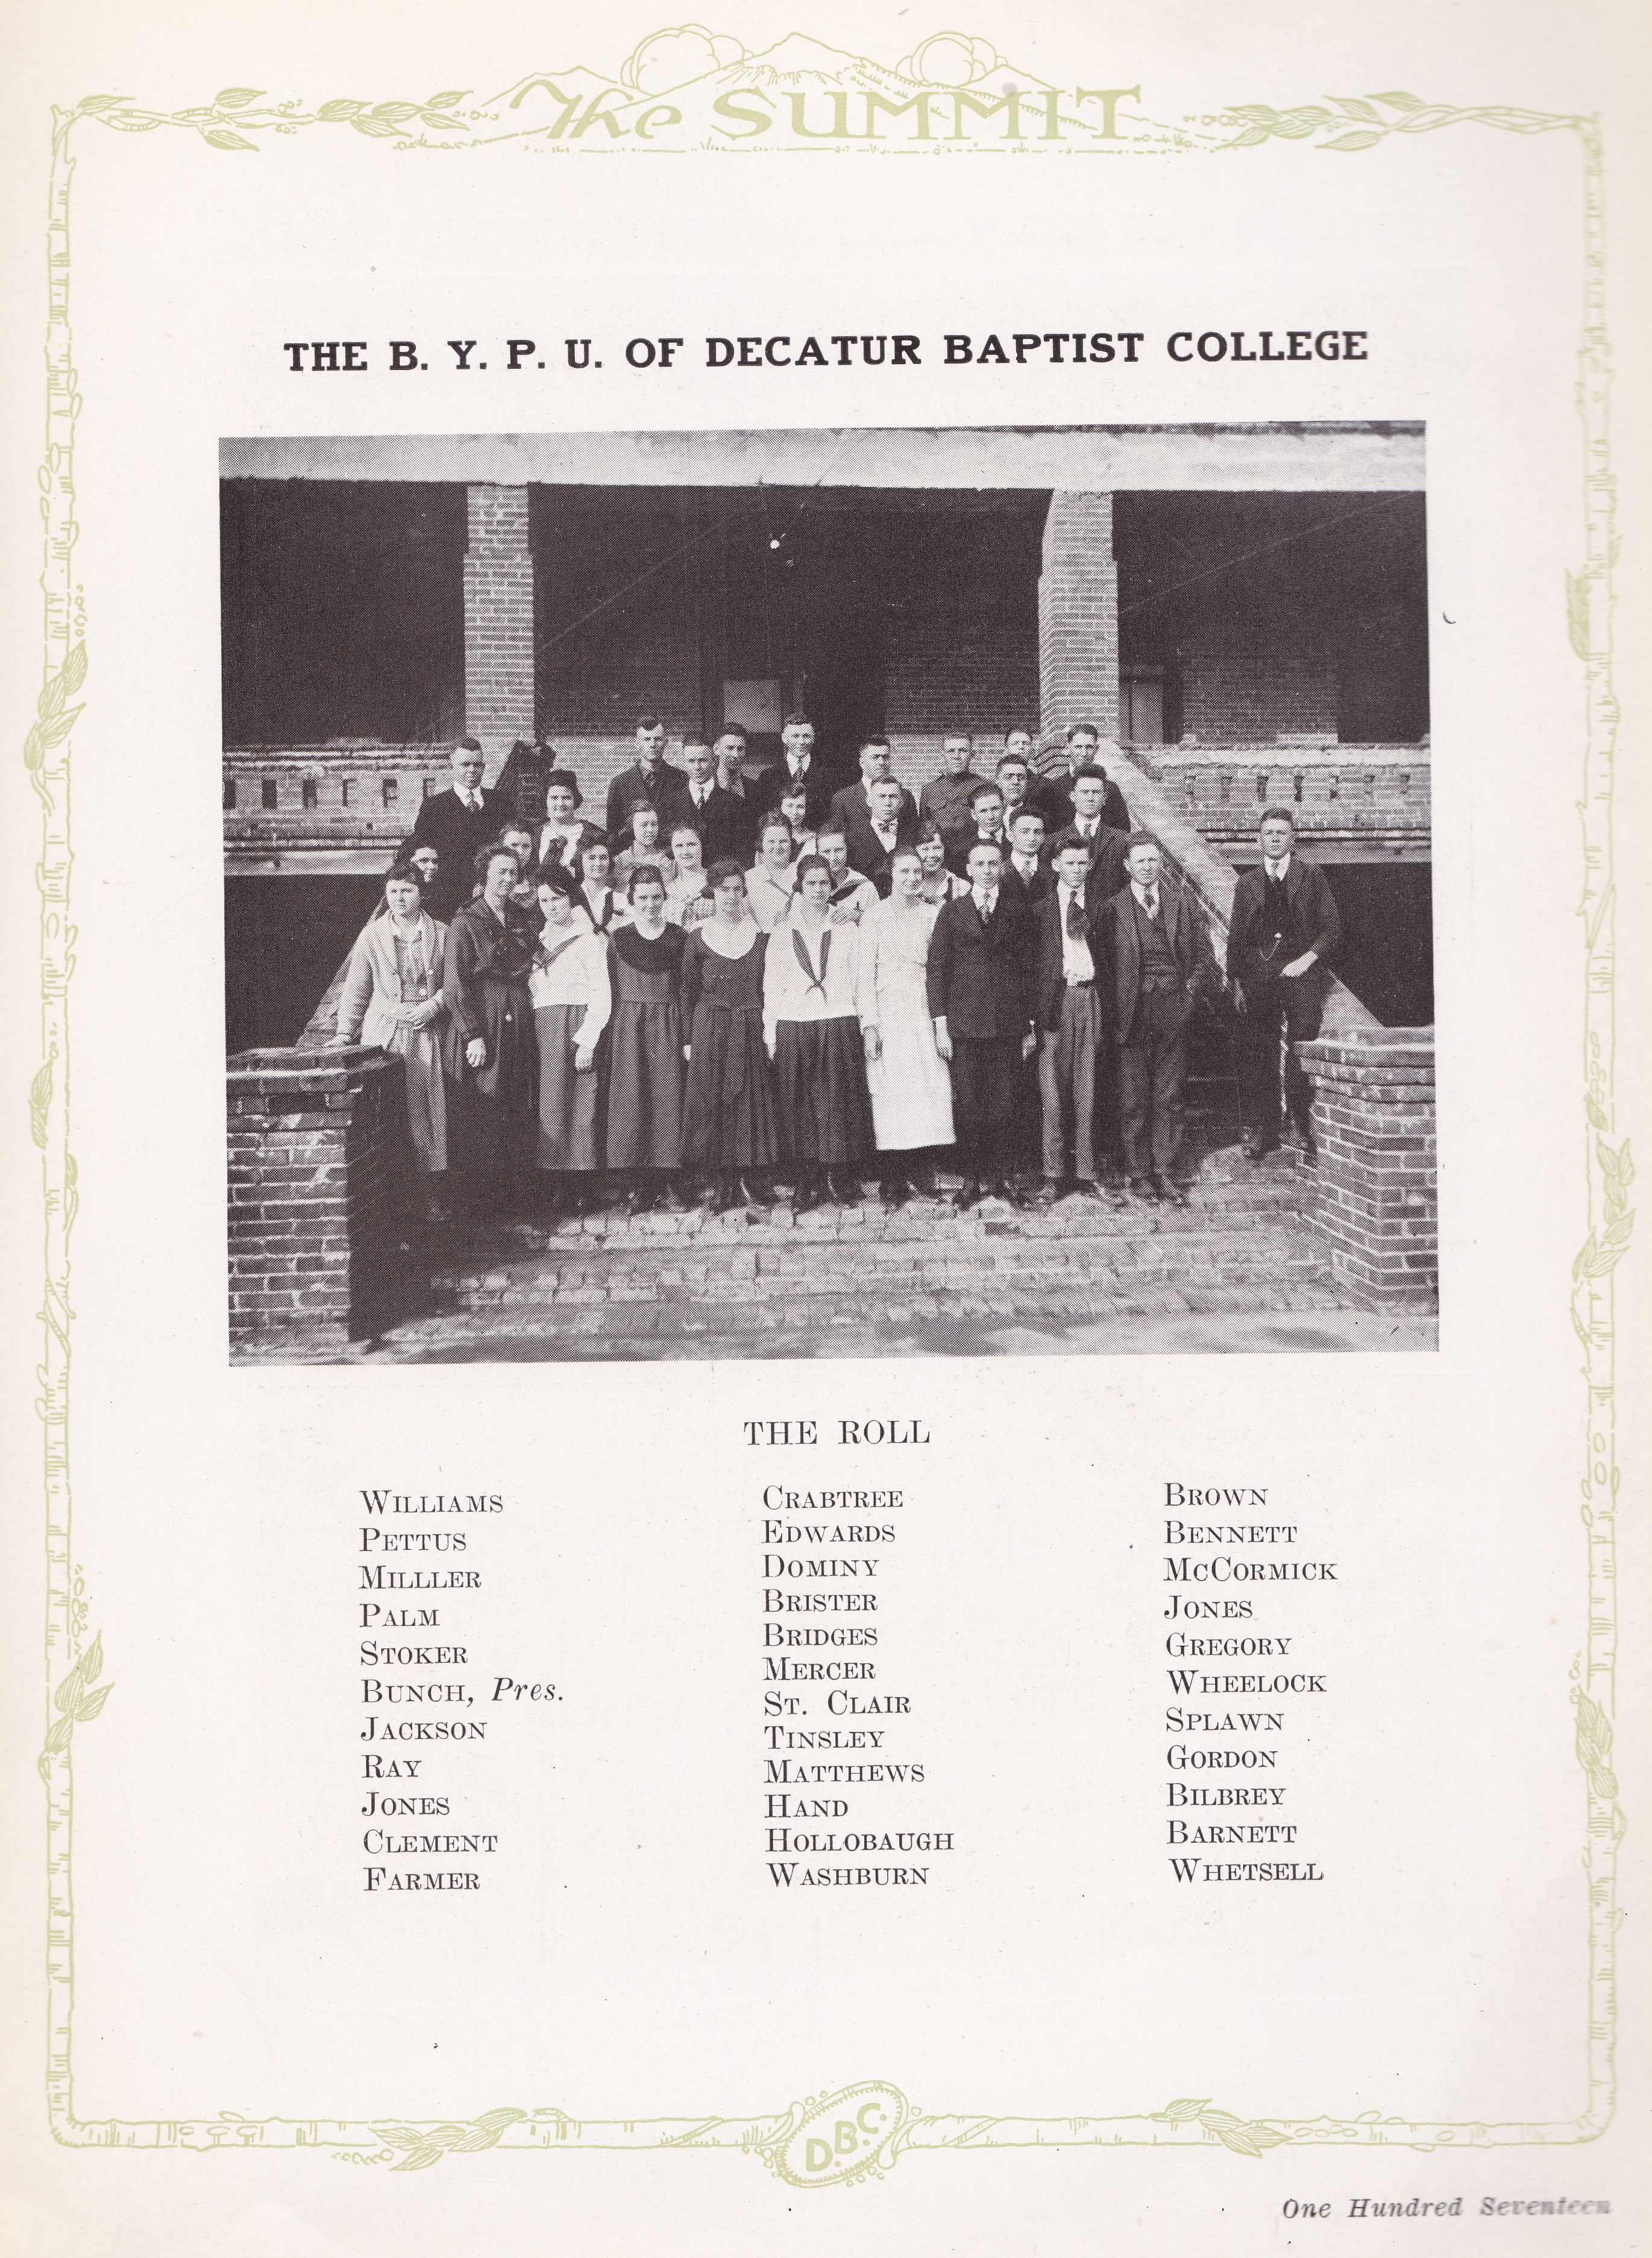 The SUMMIT
THE B. Y. P. U. OF DECATUR BAPTIST COLLEGE
THE ROLL
WILLIAMS
PETTUS
MILLLER
PALM
STOKER
BUNCH, Pres.
JACKSON
RAY
JONES
CLEMENT
FARMER
CRABTREE
EDWARDS
DOMINY
BRISTER
BRIDGES
MERCER
ST. CLAIR
TINSLEY
MATTHEWS
HAND
HOLLOBAUGH
WASHBURN
BROWN
BENNETT
MCCORMICK
JONES
GREGORY
WHEELOCK
SPLAWN
GORDON
BILBREY
BARNETT
WHETSELL
D.B.C.
One Hundred Seventeen